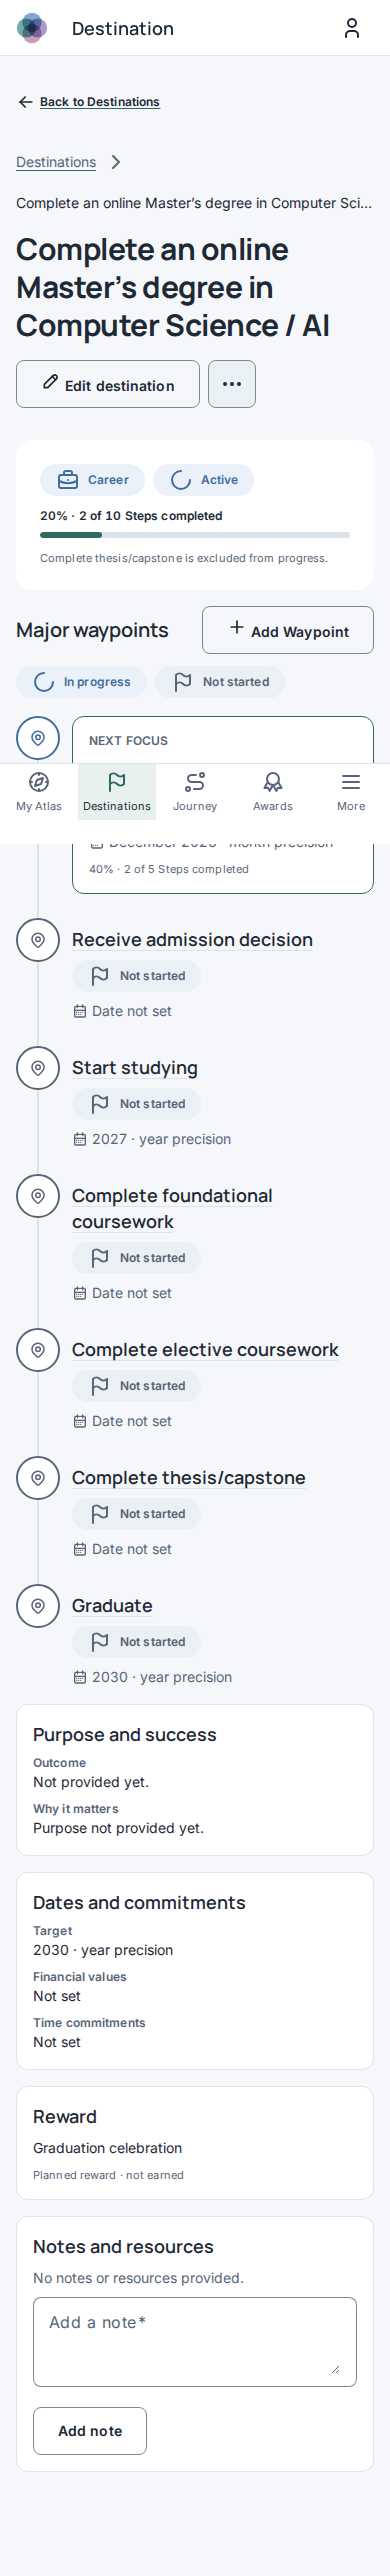 Destination
Back to Destinations
Destinations
Complete an online Master's degree in Computer Sci...
Complete an online
Master's degree in
Computer Science / AI
Edit destination
Career
Active
20% · 2 of 10 Steps completed
Complete thesis/capstone is excluded from progress.
Major waypoints
Add Waypoint
In progress
Not started
NEXT FOCUS
My Atlas
Destinations
Journey
Awards
More
40% · 2 of 5 Steps completed
Receive admission decision
Not started
Date not set
Start studying
Not started
2027 · year precision
Complete foundational
coursework
Not started
Date not set
Complete elective coursework
Not started
Date not set
Complete thesis/capstone
Not started
Date not set
Graduate
Not started
2030 · year precision
Purpose and success
Outcome
Not provided yet.
Why it matters
Purpose not provided yet.
Dates and commitments
Target
2030 · year precision
Financial values
Not set
Time commitments
Not set
Reward
Graduation celebration
Planned reward · not earned
Notes and resources
No notes or resources provided.
Add a note*
Add note